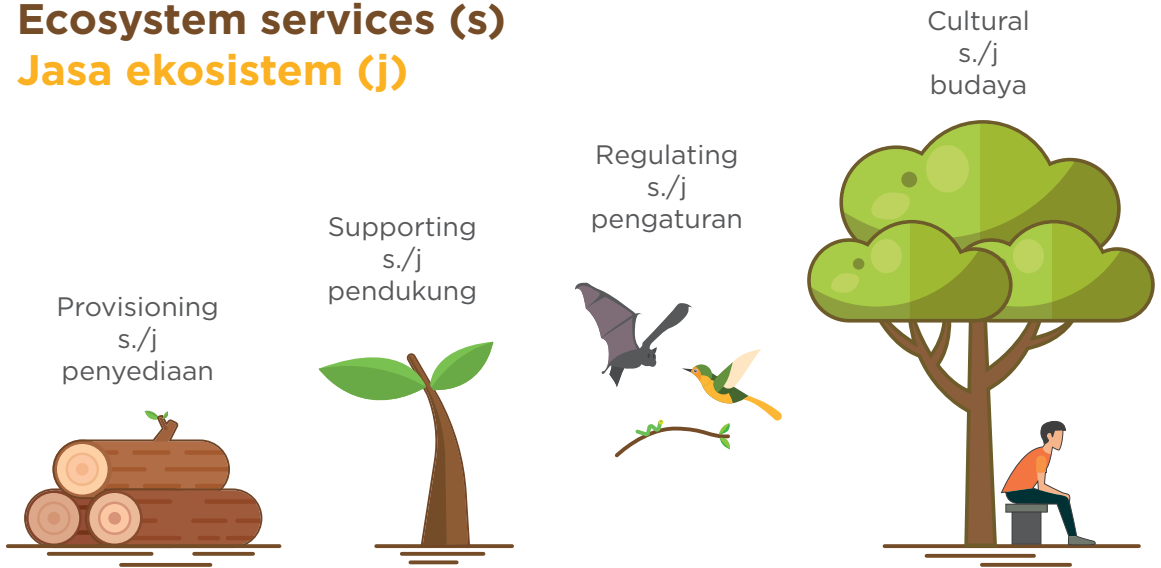 Ecosystem services (s)
Jasa ekosistem (j)
Provisioning
s./j
penyediaan
Supporting
s./j
pendukung
Regulating
s./j
pengaturan
Cultural
s./j
budaya